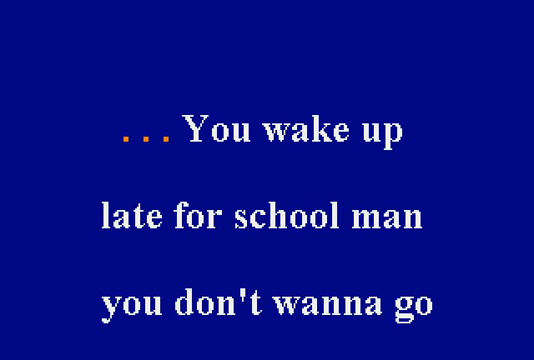 . . . You wake up
late for school man
you don't wanna go